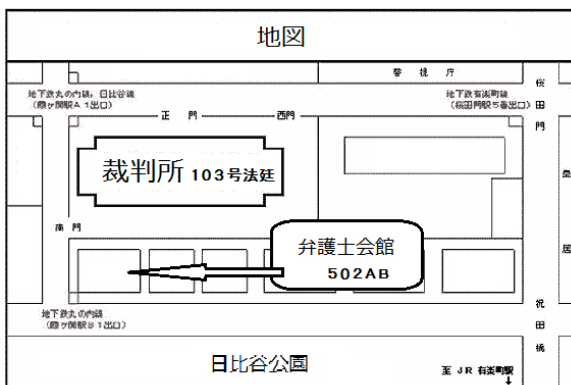 地図
警視庁
地下鉄丸の内線，日比谷線
（霞ヶ関駅A1出口）
地下鉄有楽町線
（桜田門駅5番出口）
桜田門
正門
西門
皇居
裁判所 103号法廷
南門
弁護士会館
502AB
地下鉄丸の内線
（霞ヶ関駅B1出口）
祝田橋
日比谷公園
至 JR 有楽町駅
↓